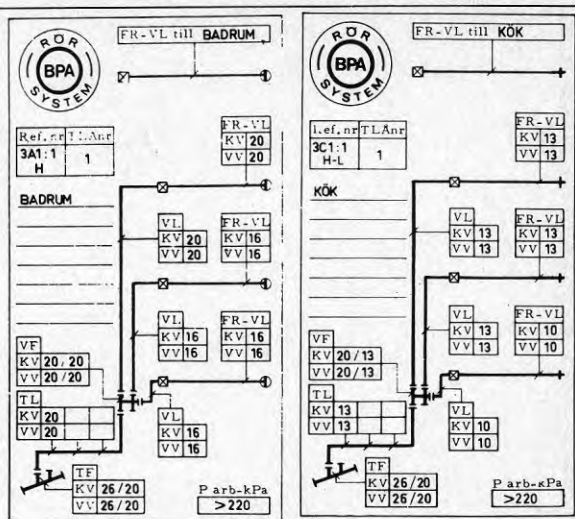 RÖR
BPA
SYSTEM
FR-VL till BADRUM
Ref.nr TLAnr
3A1:1 1
H
BADRUM
FR-VL
KV 20
VV 20
VL
KV 20
VV 20
FR-VL
KV 16
VV 16
VL
KV 16
VV 16
FR-VL
KV 16
VV 16
VF
KV 20/20
VV 20/20
TL
KV 20
VV 20
VL
KV 16
VV 16
TF
KV 26/20
VV 26/20
P arb-kPa
>220
RÖR
BPA
SYSTEM
FR-VL till KÖK
Ref.nr TLAnr
3C1:1 1
H-L
KÖK
FR-VL
KV 13
VV 13
VL
KV 13
VV 13
FR-VL
KV 13
VV 13
VL
KV 13
VV 13
FR-VL
KV 10
VV 10
VF
KV 20/13
VV 20/13
TL
KV 13
VV 13
VL
KV 10
VV 10
TF
KV 26/20
VV 26/20
P arb-kPa
>220